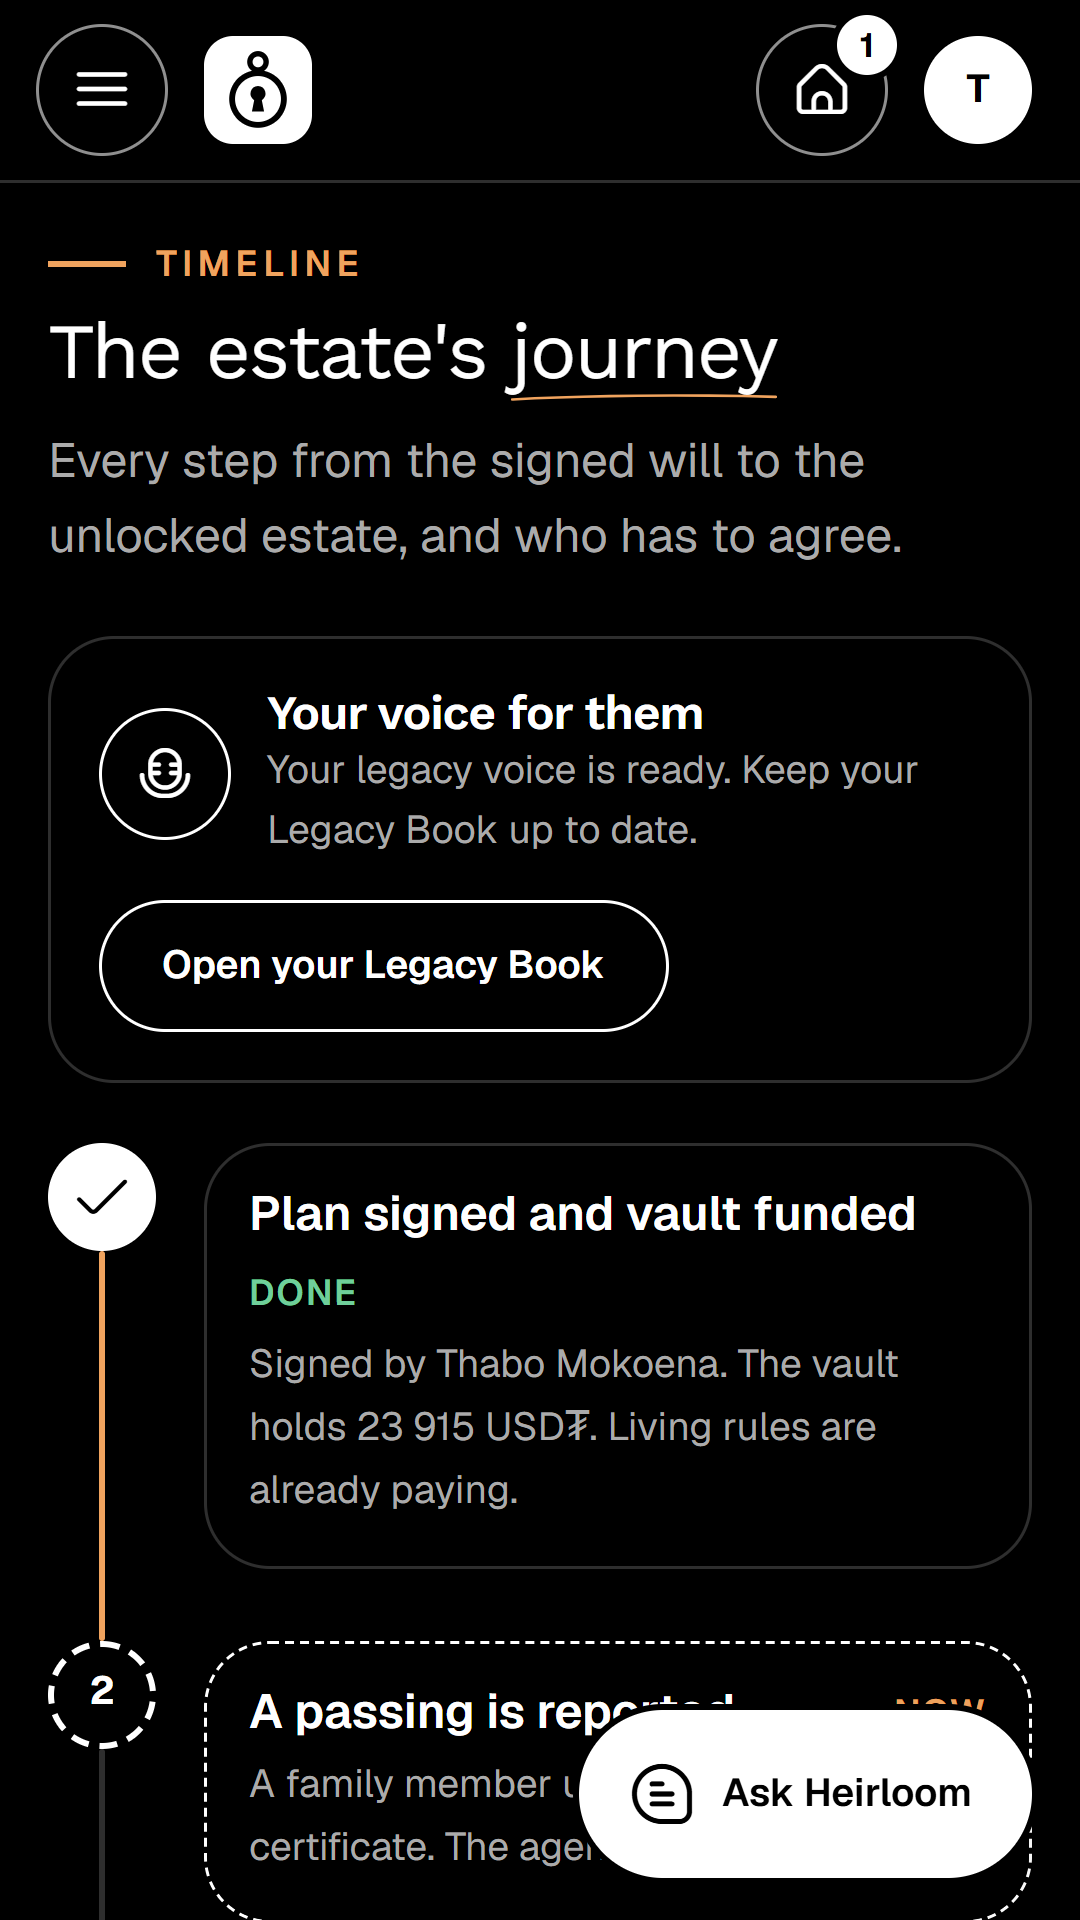 1
T
TIMELINE
The estate's journey
Every step from the signed will to the
unlocked estate, and who has to agree.
Your voice for them
Your legacy voice is ready. Keep your
Legacy Book up to date.
Open your Legacy Book
Plan signed and vault funded
DONE
Signed by Thabo Mokoena. The vault
holds 23 915 USD₮. Living rules are
already paying.
2
A passing is reported
NOW
A family member
certificate. The
Ask Heirloom